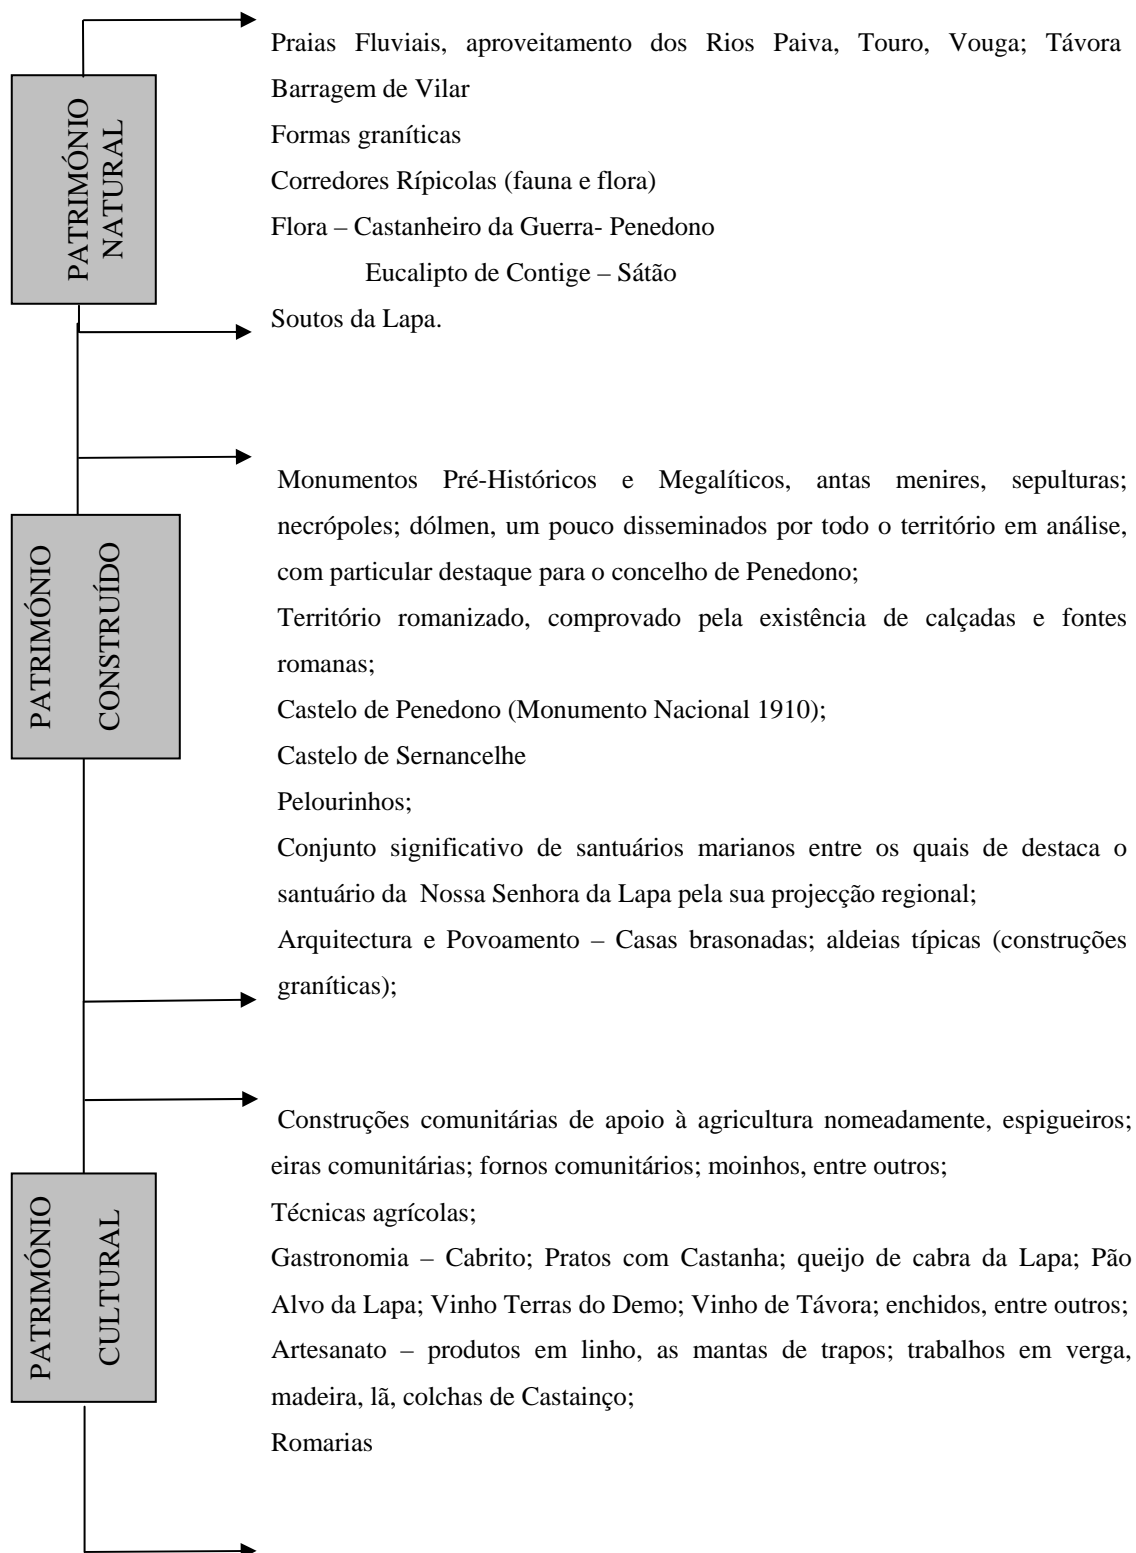 PATRIMÓNIO
NATURAL
Praias Fluviais, aproveitamento dos Rios Paiva, Touro, Vouga; Távora
Barragem de Vilar
Formas graníticas
Corredores Rípicolas (fauna e flora)
Flora – Castanheiro da Guerra- Penedono
Eucalipto de Contige – Sátão
Soutos da Lapa.
PATRIMÓNIO
CONSTRUÍDO
Monumentos Pré-Históricos e Megalíticos, antas menires, sepulturas;
necrópoles; dólmen, um pouco disseminados por todo o território em análise,
com particular destaque para o concelho de Penedono;
Território romanizado, comprovado pela existência de calçadas e fontes
romanas;
Castelo de Penedono (Monumento Nacional 1910);
Castelo de Sernancelhe
Pelourinhos;
Conjunto significativo de santuários marianos entre os quais de destaca o
santuário da Nossa Senhora da Lapa pela sua projecção regional;
Arquitectura e Povoamento – Casas brasonadas; aldeias típicas (construções
graníticas);
PATRIMÓNIO
CULTURAL
Construções comunitárias de apoio à agricultura nomeadamente, espigueiros;
eiras comunitárias; fornos comunitários; moinhos, entre outros;
Técnicas agrícolas;
Gastronomia – Cabrito; Pratos com Castanha; queijo de cabra da Lapa; Pão
Alvo da Lapa; Vinho Terras do Demo; Vinho de Távora; enchidos, entre outros;
Artesanato – produtos em linho, as mantas de trapos; trabalhos em verga,
madeira, lã, colchas de Castainço;
Romarias